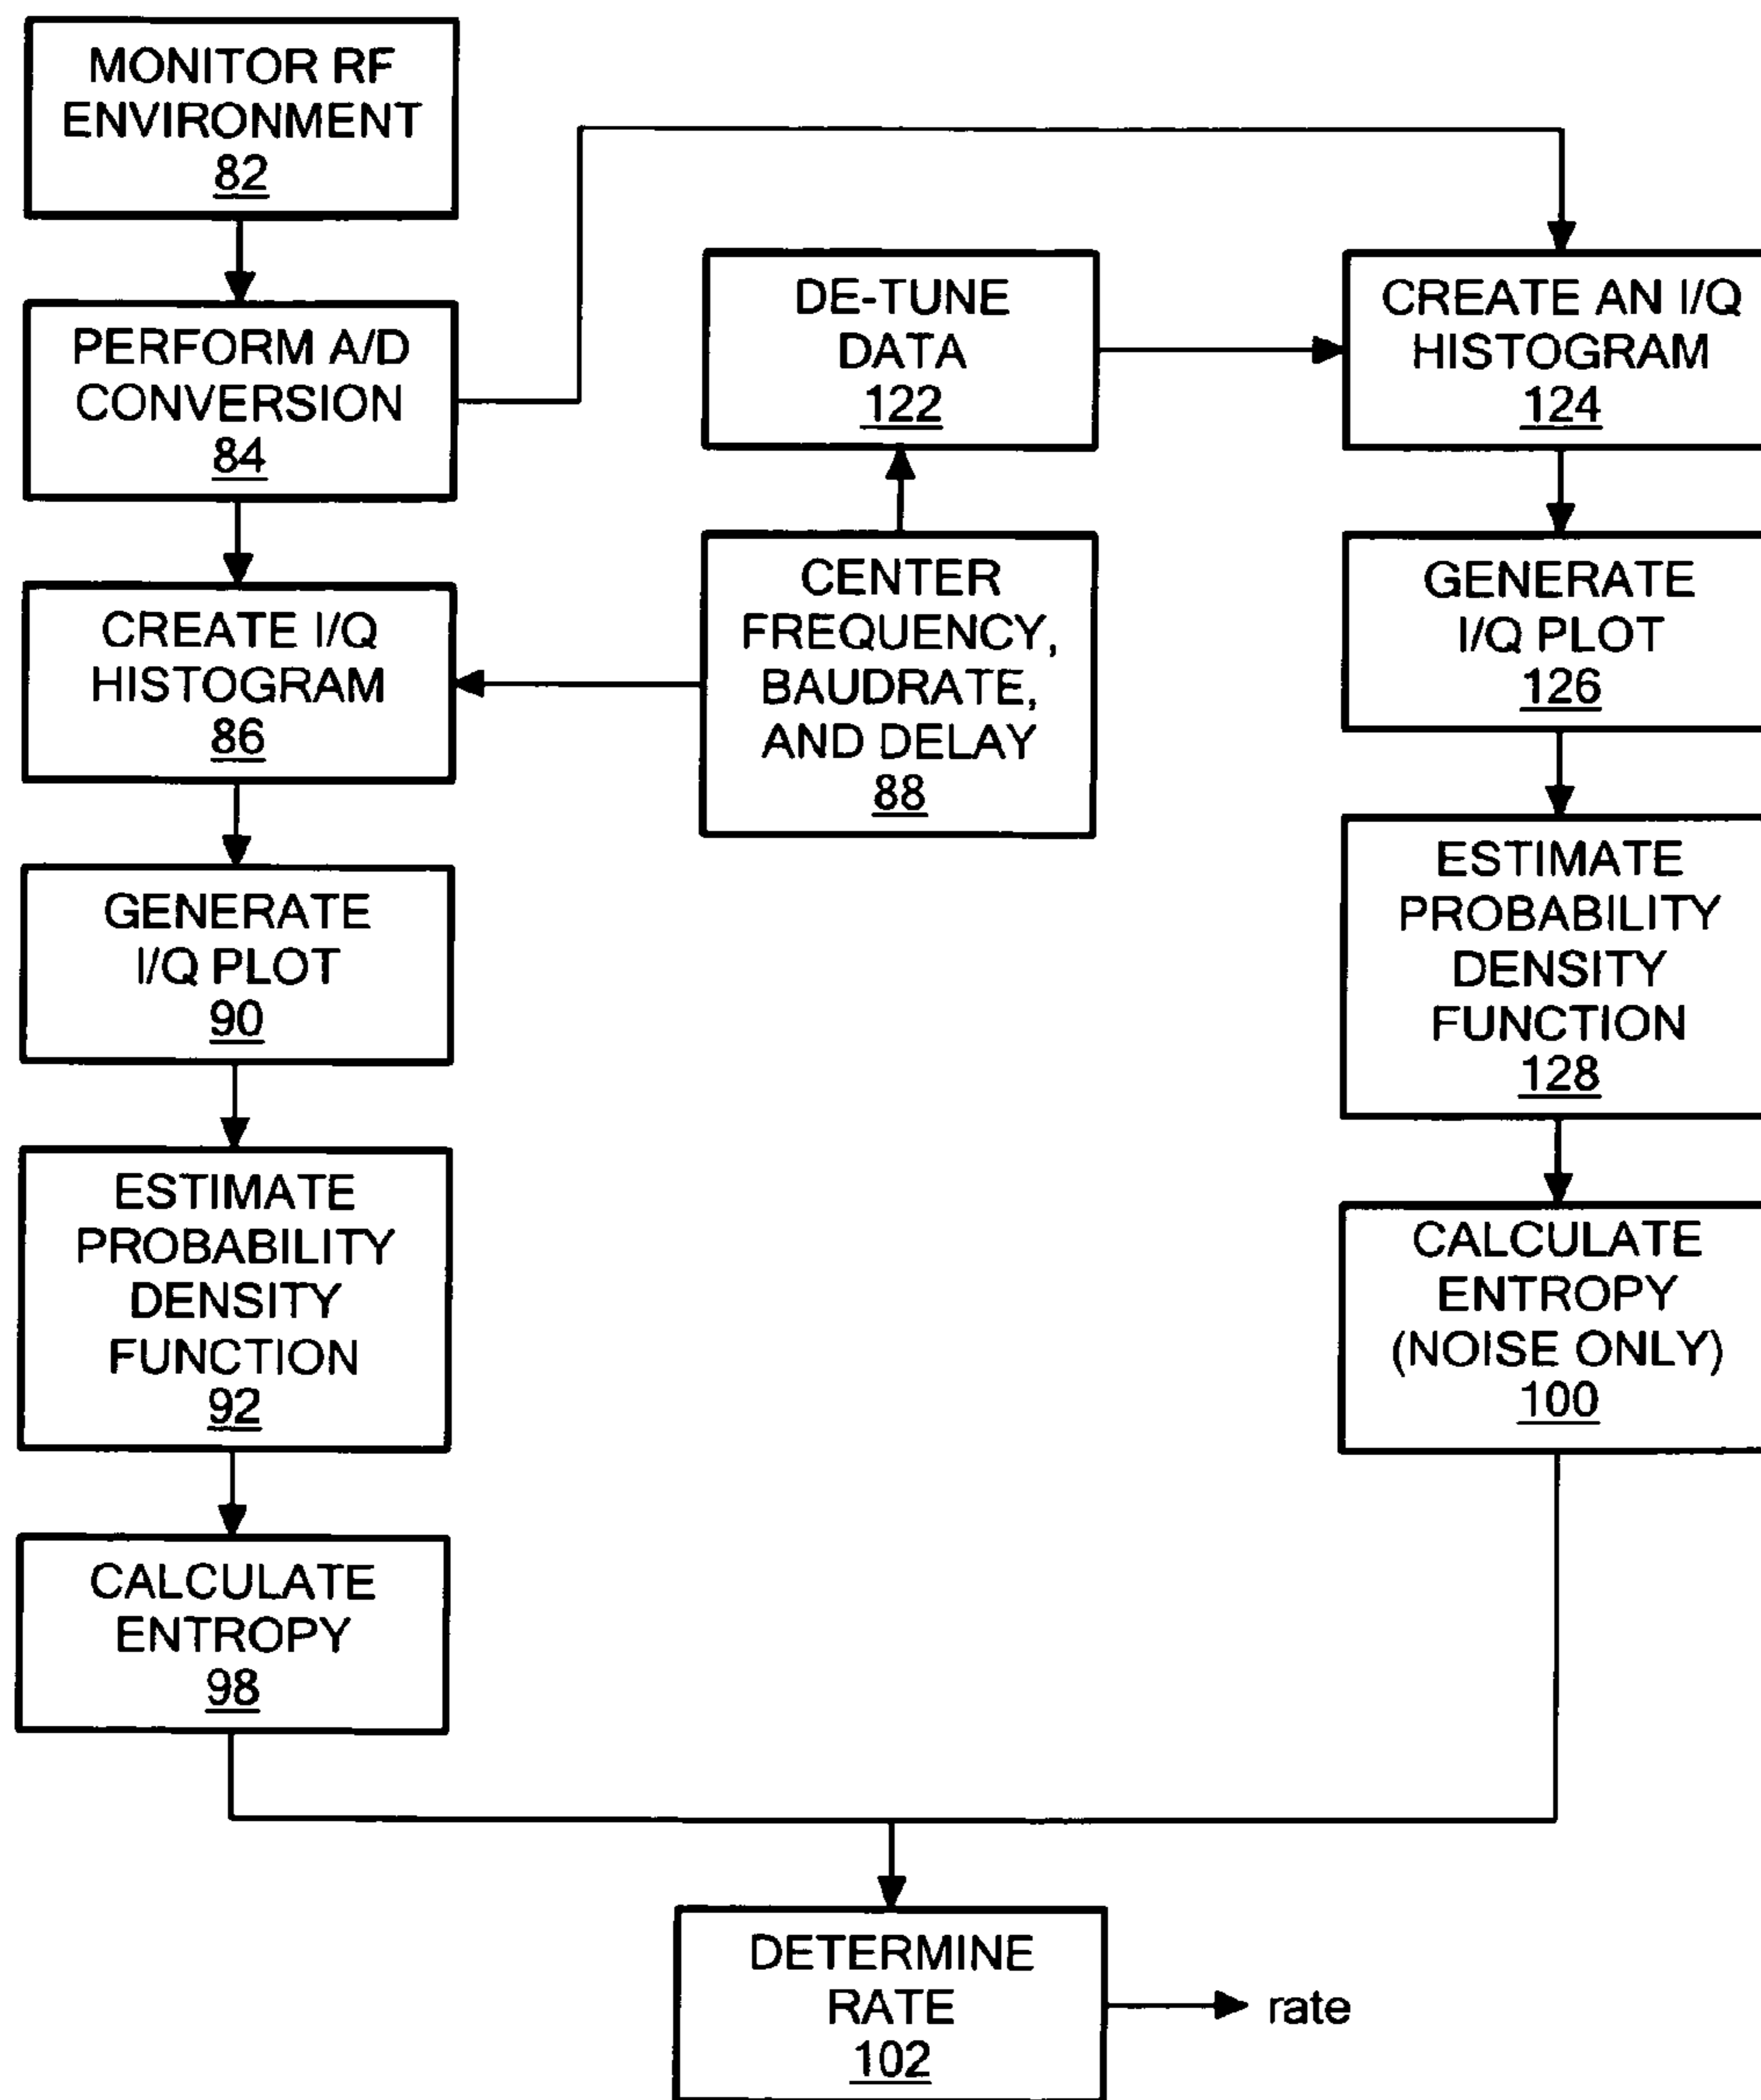 MONITOR RF
ENVIRONMENT
82
PERFORM A/D
CONVERSION
84
CREATE I/Q
HISTOGRAM
86
GENERATE
I/Q PLOT
90
ESTIMATE
PROBABILITY
DENSITY
FUNCTION
92
CALCULATE
ENTROPY
98
DE-TUNE
DATA
122
CENTER
FREQUENCY,
BAUDRATE,
AND DELAY
88
CREATE AN I/Q
HISTOGRAM
124
GENERATE
I/Q PLOT
126
ESTIMATE
PROBABILITY
DENSITY
FUNCTION
128
CALCULATE
ENTROPY
(NOISE ONLY)
100
DETERMINE
RATE
102
rate